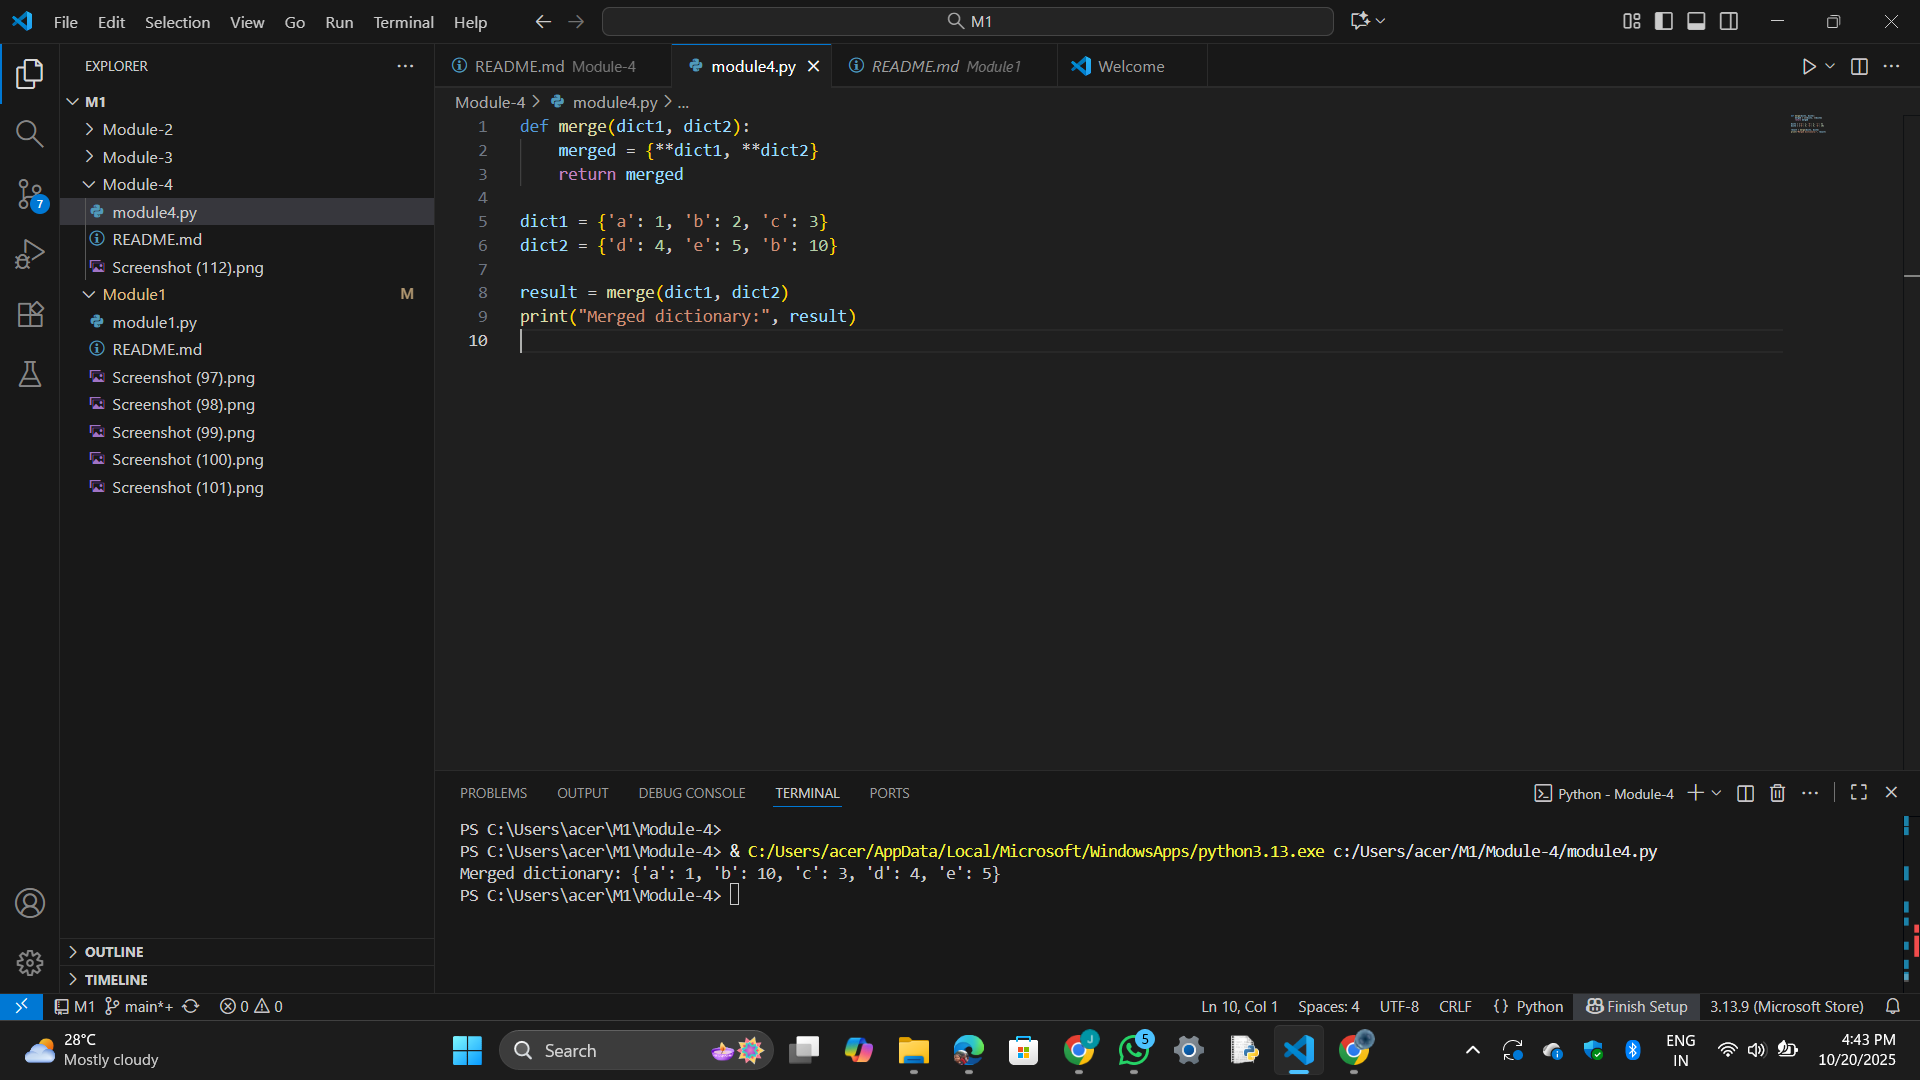 File Edit Selection View Go Run Terminal Help
M1
EXPLORER
M1
Module-2
Module-3
Module-4
module4.py
README.md
Screenshot (112).png
Module1 M
module1.py
README.md
Screenshot (97).png
Screenshot (98).png
Screenshot (99).png
Screenshot (100).png
Screenshot (101).png
OUTLINE
TIMELINE
7
README.md Module-4 module4.py README.md Module1 Welcome
Module-4 > module4.py > ...
1 def merge(dict1, dict2):
2 merged = {**dict1, **dict2}
3 return merged
4
5 dict1 = {'a': 1, 'b': 2, 'c': 3}
6 dict2 = {'d': 4, 'e': 5, 'b': 10}
7
8 result = merge(dict1, dict2)
9 print("Merged dictionary:", result)
10
PROBLEMS OUTPUT DEBUG CONSOLE TERMINAL PORTS
Python - Module-4
PS C:\Users\acer\M1\Module-4>
PS C:\Users\acer\M1\Module-4> & C:/Users/acer/AppData/Local/Microsoft/WindowsApps/python3.13.exe c:/Users/acer/M1/Module-4/module4.py
Merged dictionary: {'a': 1, 'b': 10, 'c': 3, 'd': 4, 'e': 5}
PS C:\Users\acer\M1\Module-4>
M1 main*+ 0 0
Ln 10, Col 1 Spaces: 4 UTF-8 CRLF {} Python Finish Setup 3.13.9 (Microsoft Store)
28°C
Mostly cloudy
Search
J
5
ENG
IN
4:43 PM
10/20/2025